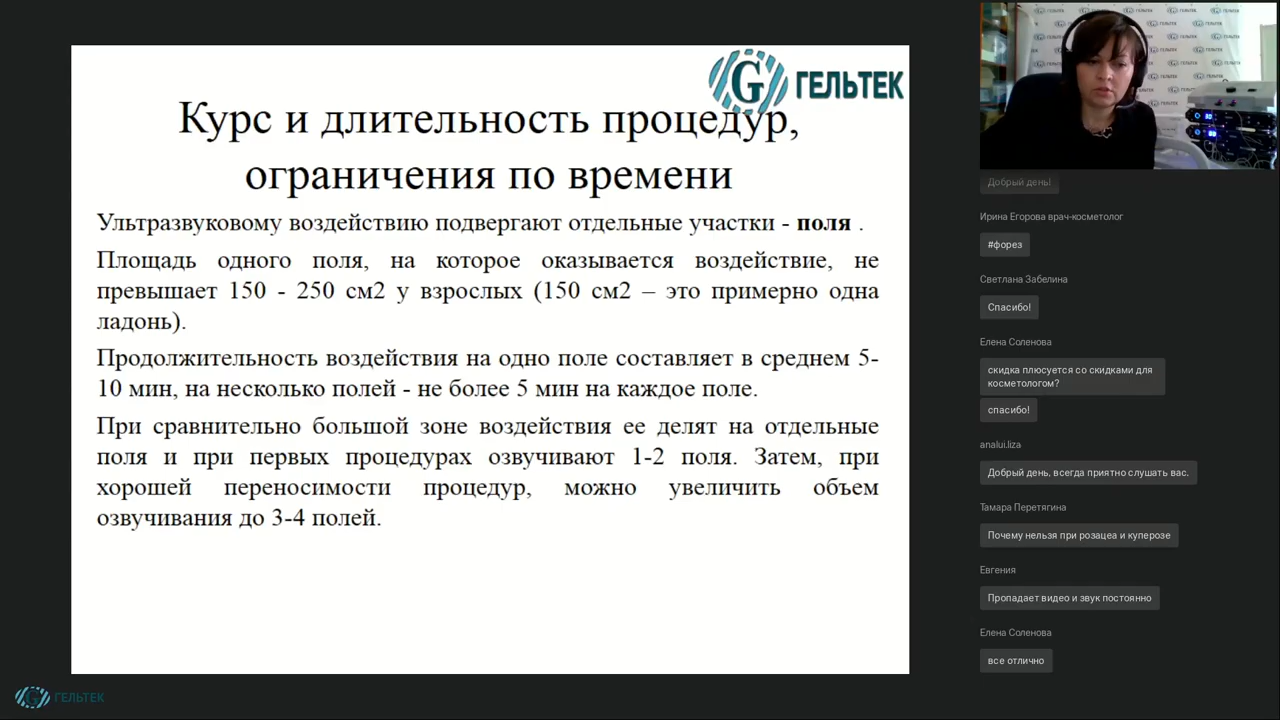 ГЕЛЬТЕК
Курс и длительность процедур,
ограничения по времени
Ультразвуковому воздействию подвергают отдельные участки - поля .
Площадь одного поля, на которое оказывается воздействие, не
превышает 150 - 250 см2 у взрослых (150 см2 – это примерно одна
ладонь).
Продолжительность воздействия на одно поле составляет в среднем 5-
10 мин, на несколько полей - не более 5 мин на каждое поле.
При сравнительно большой зоне воздействия ее делят на отдельные
поля и при первых процедурах озвучивают 1-2 поля. Затем, при
хорошей переносимости процедур, можно увеличить объем
озвучивания до 3-4 полей.
ГЕЛЬТЕК
Добрый день!
Ирина Егорова врач-косметолог
#форез
Светлана Забелина
Спасибо!
Елена Соленова
скидка плюсуется со скидками для
косметологом?
спасибо!
analui.liza
Добрый день, всегда приятно слушать вас.
Тамара Перетягина
Почему нельзя при розацеа и куперозе
Евгения
Пропадает видео и звук постоянно
Елена Соленова
все отлично